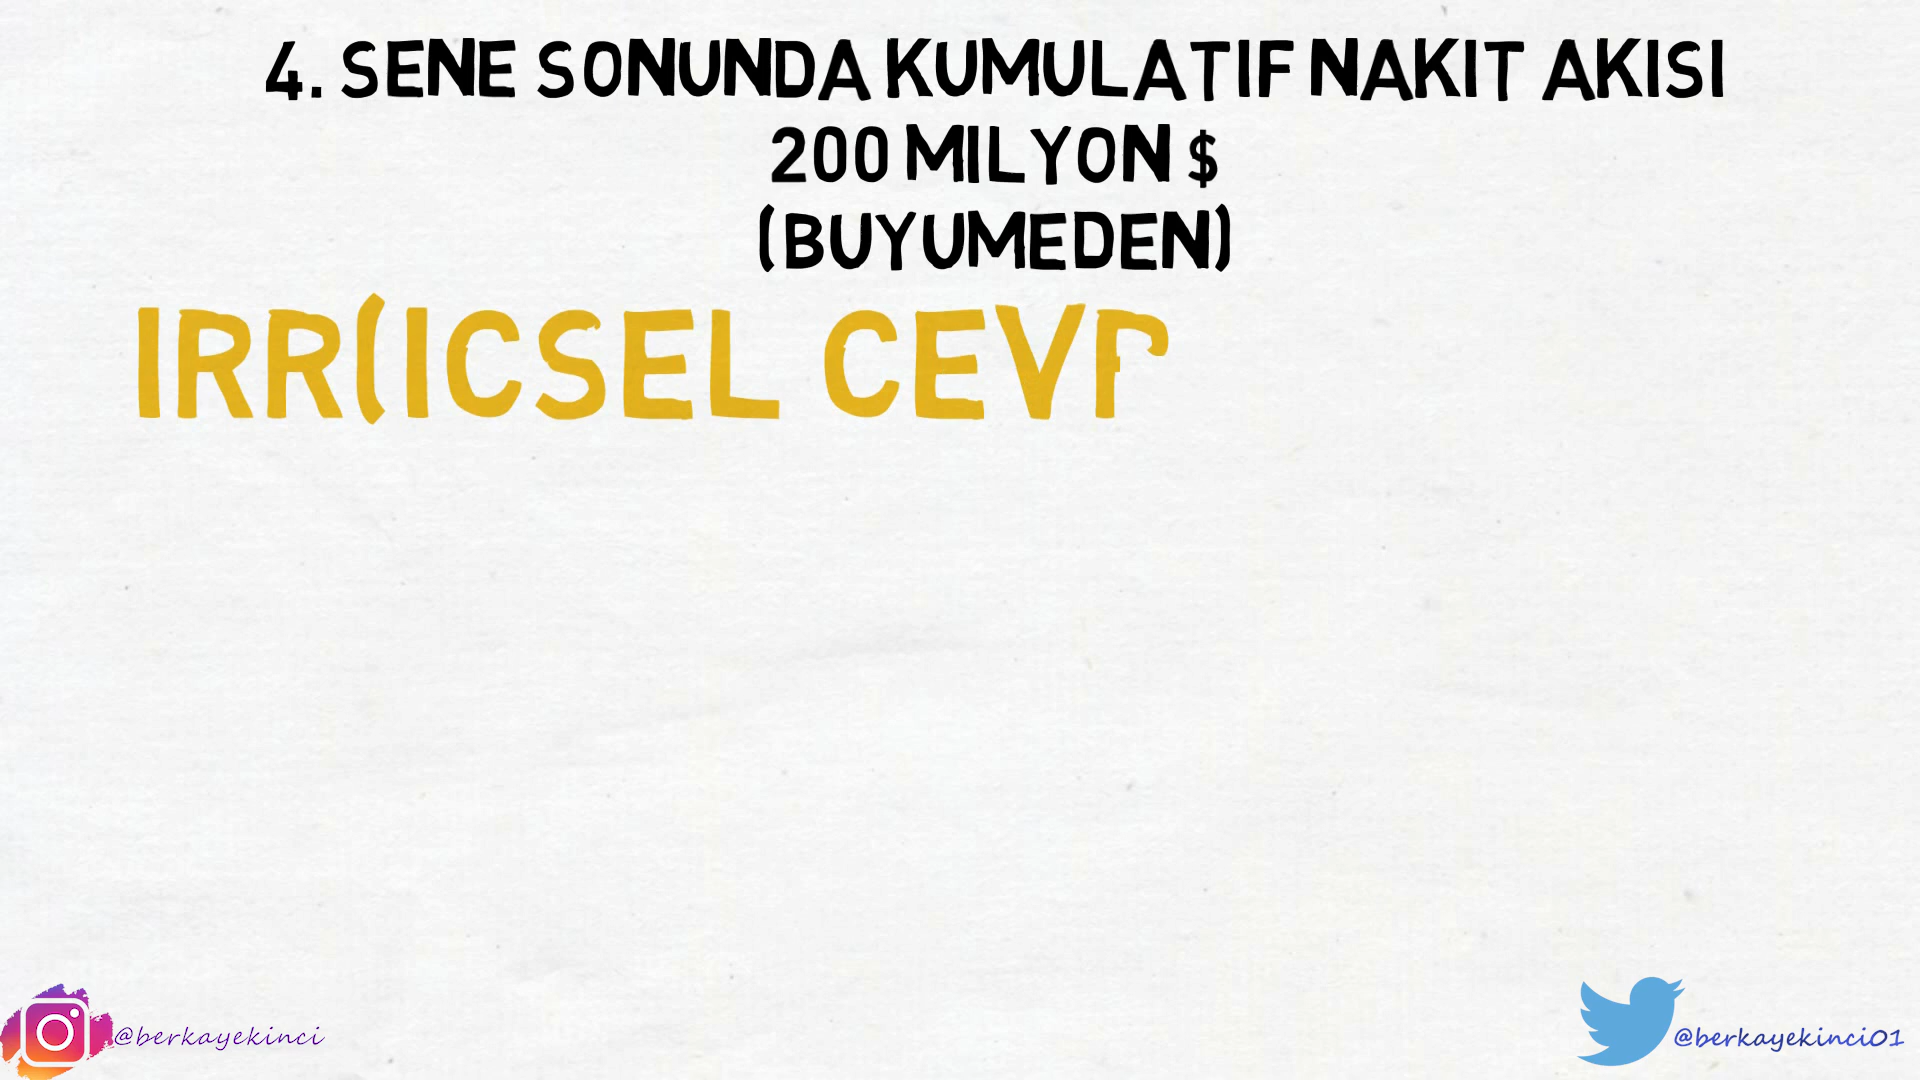 4. SENE SONUNDA KUMULATIF NAKIT AKISI
200 MILYON $
(BUYUMEDEN)
IRR(ICSEL CEVR
@berkayekinci
@berkayekinci01